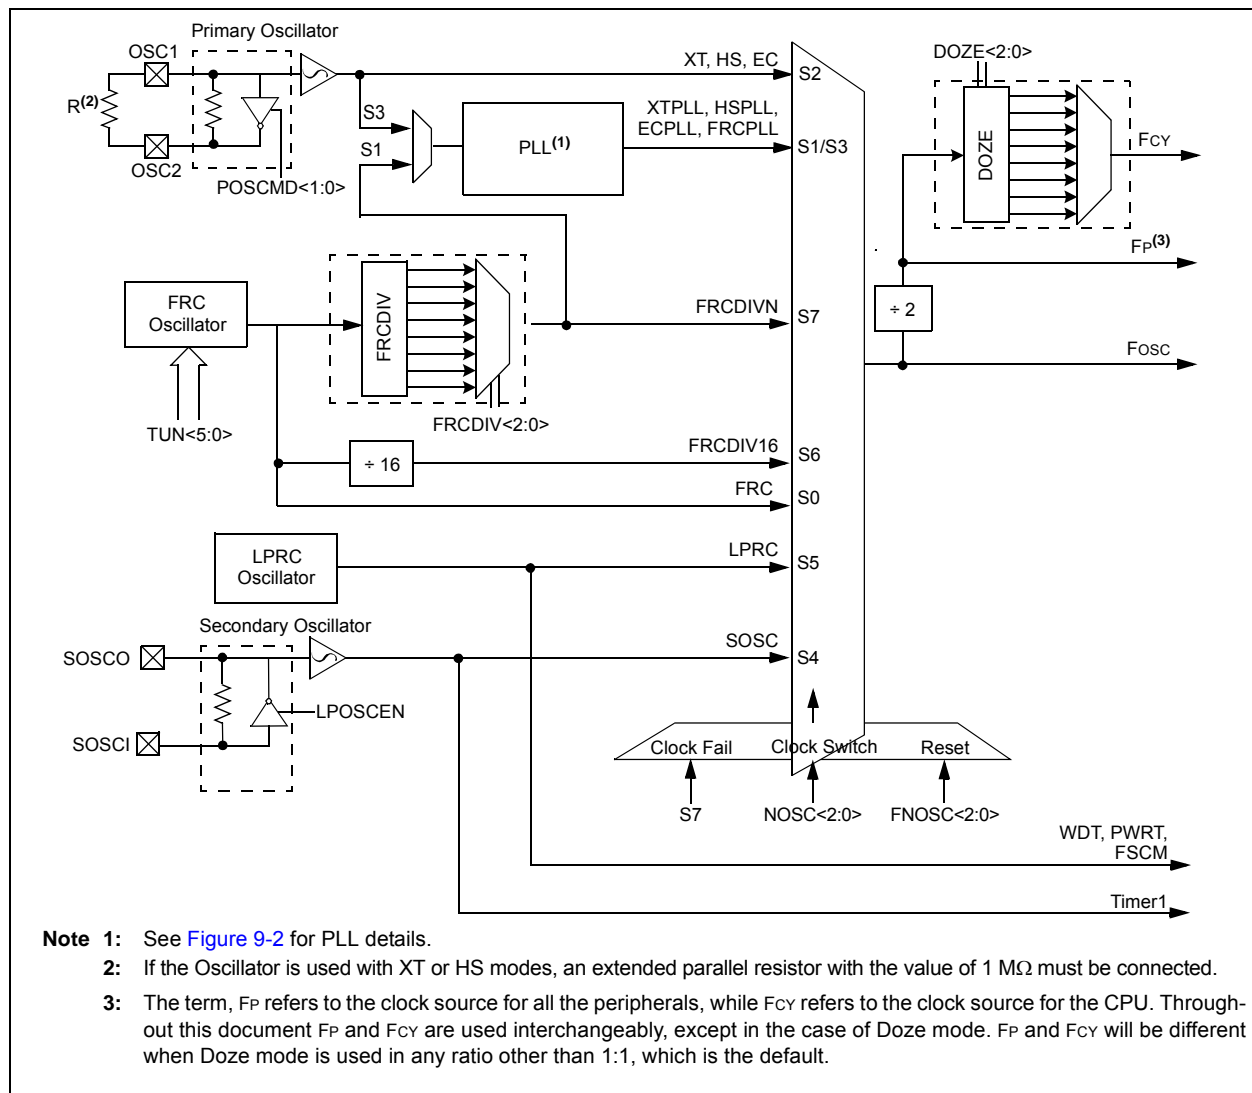 Primary Oscillator
OSC1
R(2)
OSC2
POSCMD<1:0>
S3
S1
PLL(1)
XT, HS, EC
XTPLL, HSPLL,
ECPLL, FRCPLL
S2
S1/S3
DOZE<2:0>
DOZE
FCY
FP(3)
÷ 2
FOSC
FRC
Oscillator
TUN<5:0>
FRCDIV
FRCDIV<2:0>
FRCDIVN
S7
÷ 16
FRCDIV16
S6
FRC
S0
LPRC
Oscillator
LPRC
S5
Secondary Oscillator
SOSCO
SOSCI
LPOSCEN
SOSC
S4
Clock Fail
Clock Switch
Reset
S7
NOSC<2:0>
FNOSC<2:0>
WDT, PWRT,
FSCM
Timer1
Note 1: See Figure 9-2 for PLL details.
2: If the Oscillator is used with XT or HS modes, an extended parallel resistor with the value of 1 MΩ must be connected.
3: The term, FP refers to the clock source for all the peripherals, while FCY refers to the clock source for the CPU. Through-
out this document FP and FCY are used interchangeably, except in the case of Doze mode. FP and FCY will be different
when Doze mode is used in any ratio other than 1:1, which is the default.